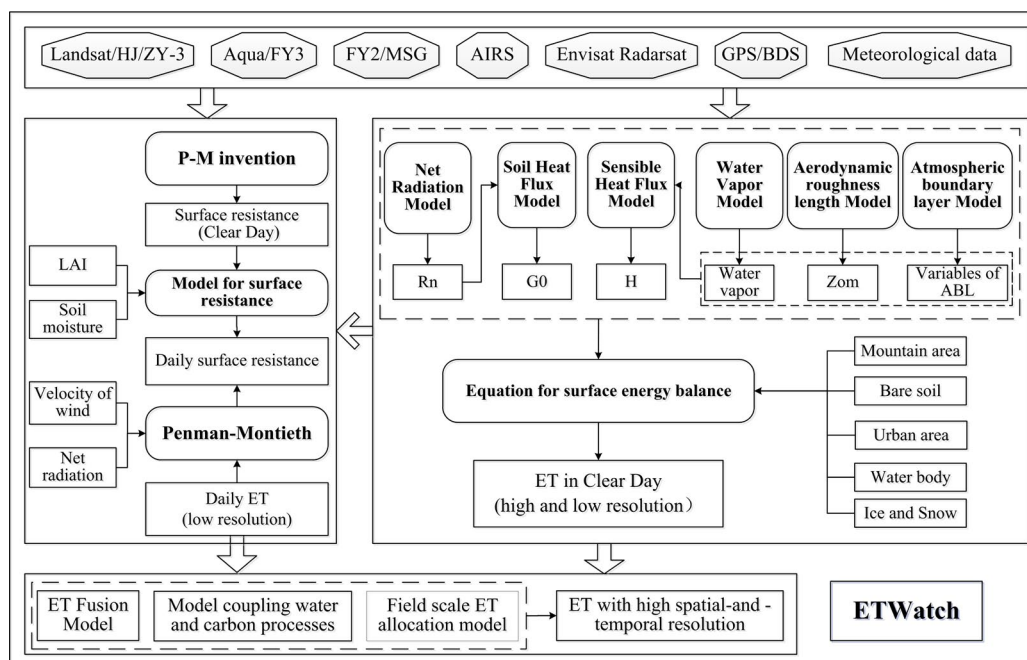 Landsat/HJ/ZY-3
Aqua/FY3
FY2/MSG
AIRS
Envisat Radarsat
GPS/BDS
Meteorological data
P-M invention
Surface resistance
(Clear Day)
LAI
Soil
moisture
Model for surface
resistance
Daily surface resistance
Velocity of
wind
Net
radiation
Penman-Montieth
Daily ET
(low resolution)
Net
Radiation
Model
Soil Heat
Flux
Model
Sensible
Heat Flux
Model
Water
Vapor
Model
Aerodynamic
roughness
length Model
Atmospheric
boundary
layer Model
Rn
G0
H
Water
vapor
Zom
Variables of
ABL
Equation for surface energy balance
ET in Clear Day
(high and low resolution）
Mountain area
Bare soil
Urban area
Water body
Ice and Snow
ET Fusion
Model
Model coupling water
and carbon processes
Field scale ET
allocation model
ET with high spatial-and -
temporal resolution
ETWatch